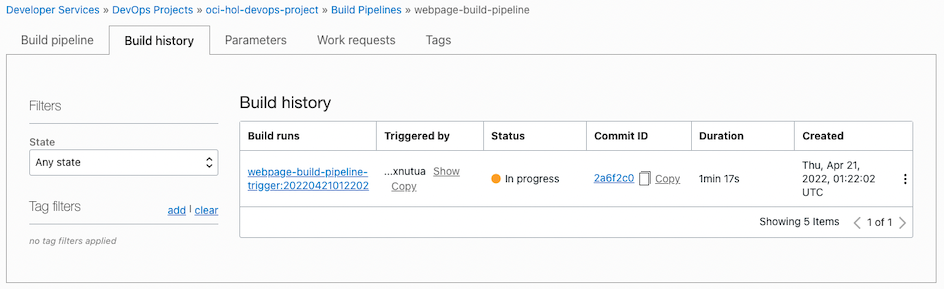 Developer Services » DevOps Projects » oci-hol-devops-project » Build Pipelines » webpage-build-pipeline
Build pipeline Build history Parameters Work requests Tags
Filters
State
Any state
Tag filters add | clear
no tag filters applied
Build history
Build runs Triggered by Status Commit ID Duration Created
webpage-build-pipeline-
trigger:20220421012202
...xnutua Show
Copy
In progress
2a6f2c0 Copy
1min 17s
Thu, Apr 21,
2022, 01:22:02
UTC
Showing 5 Items < 1 of 1 >